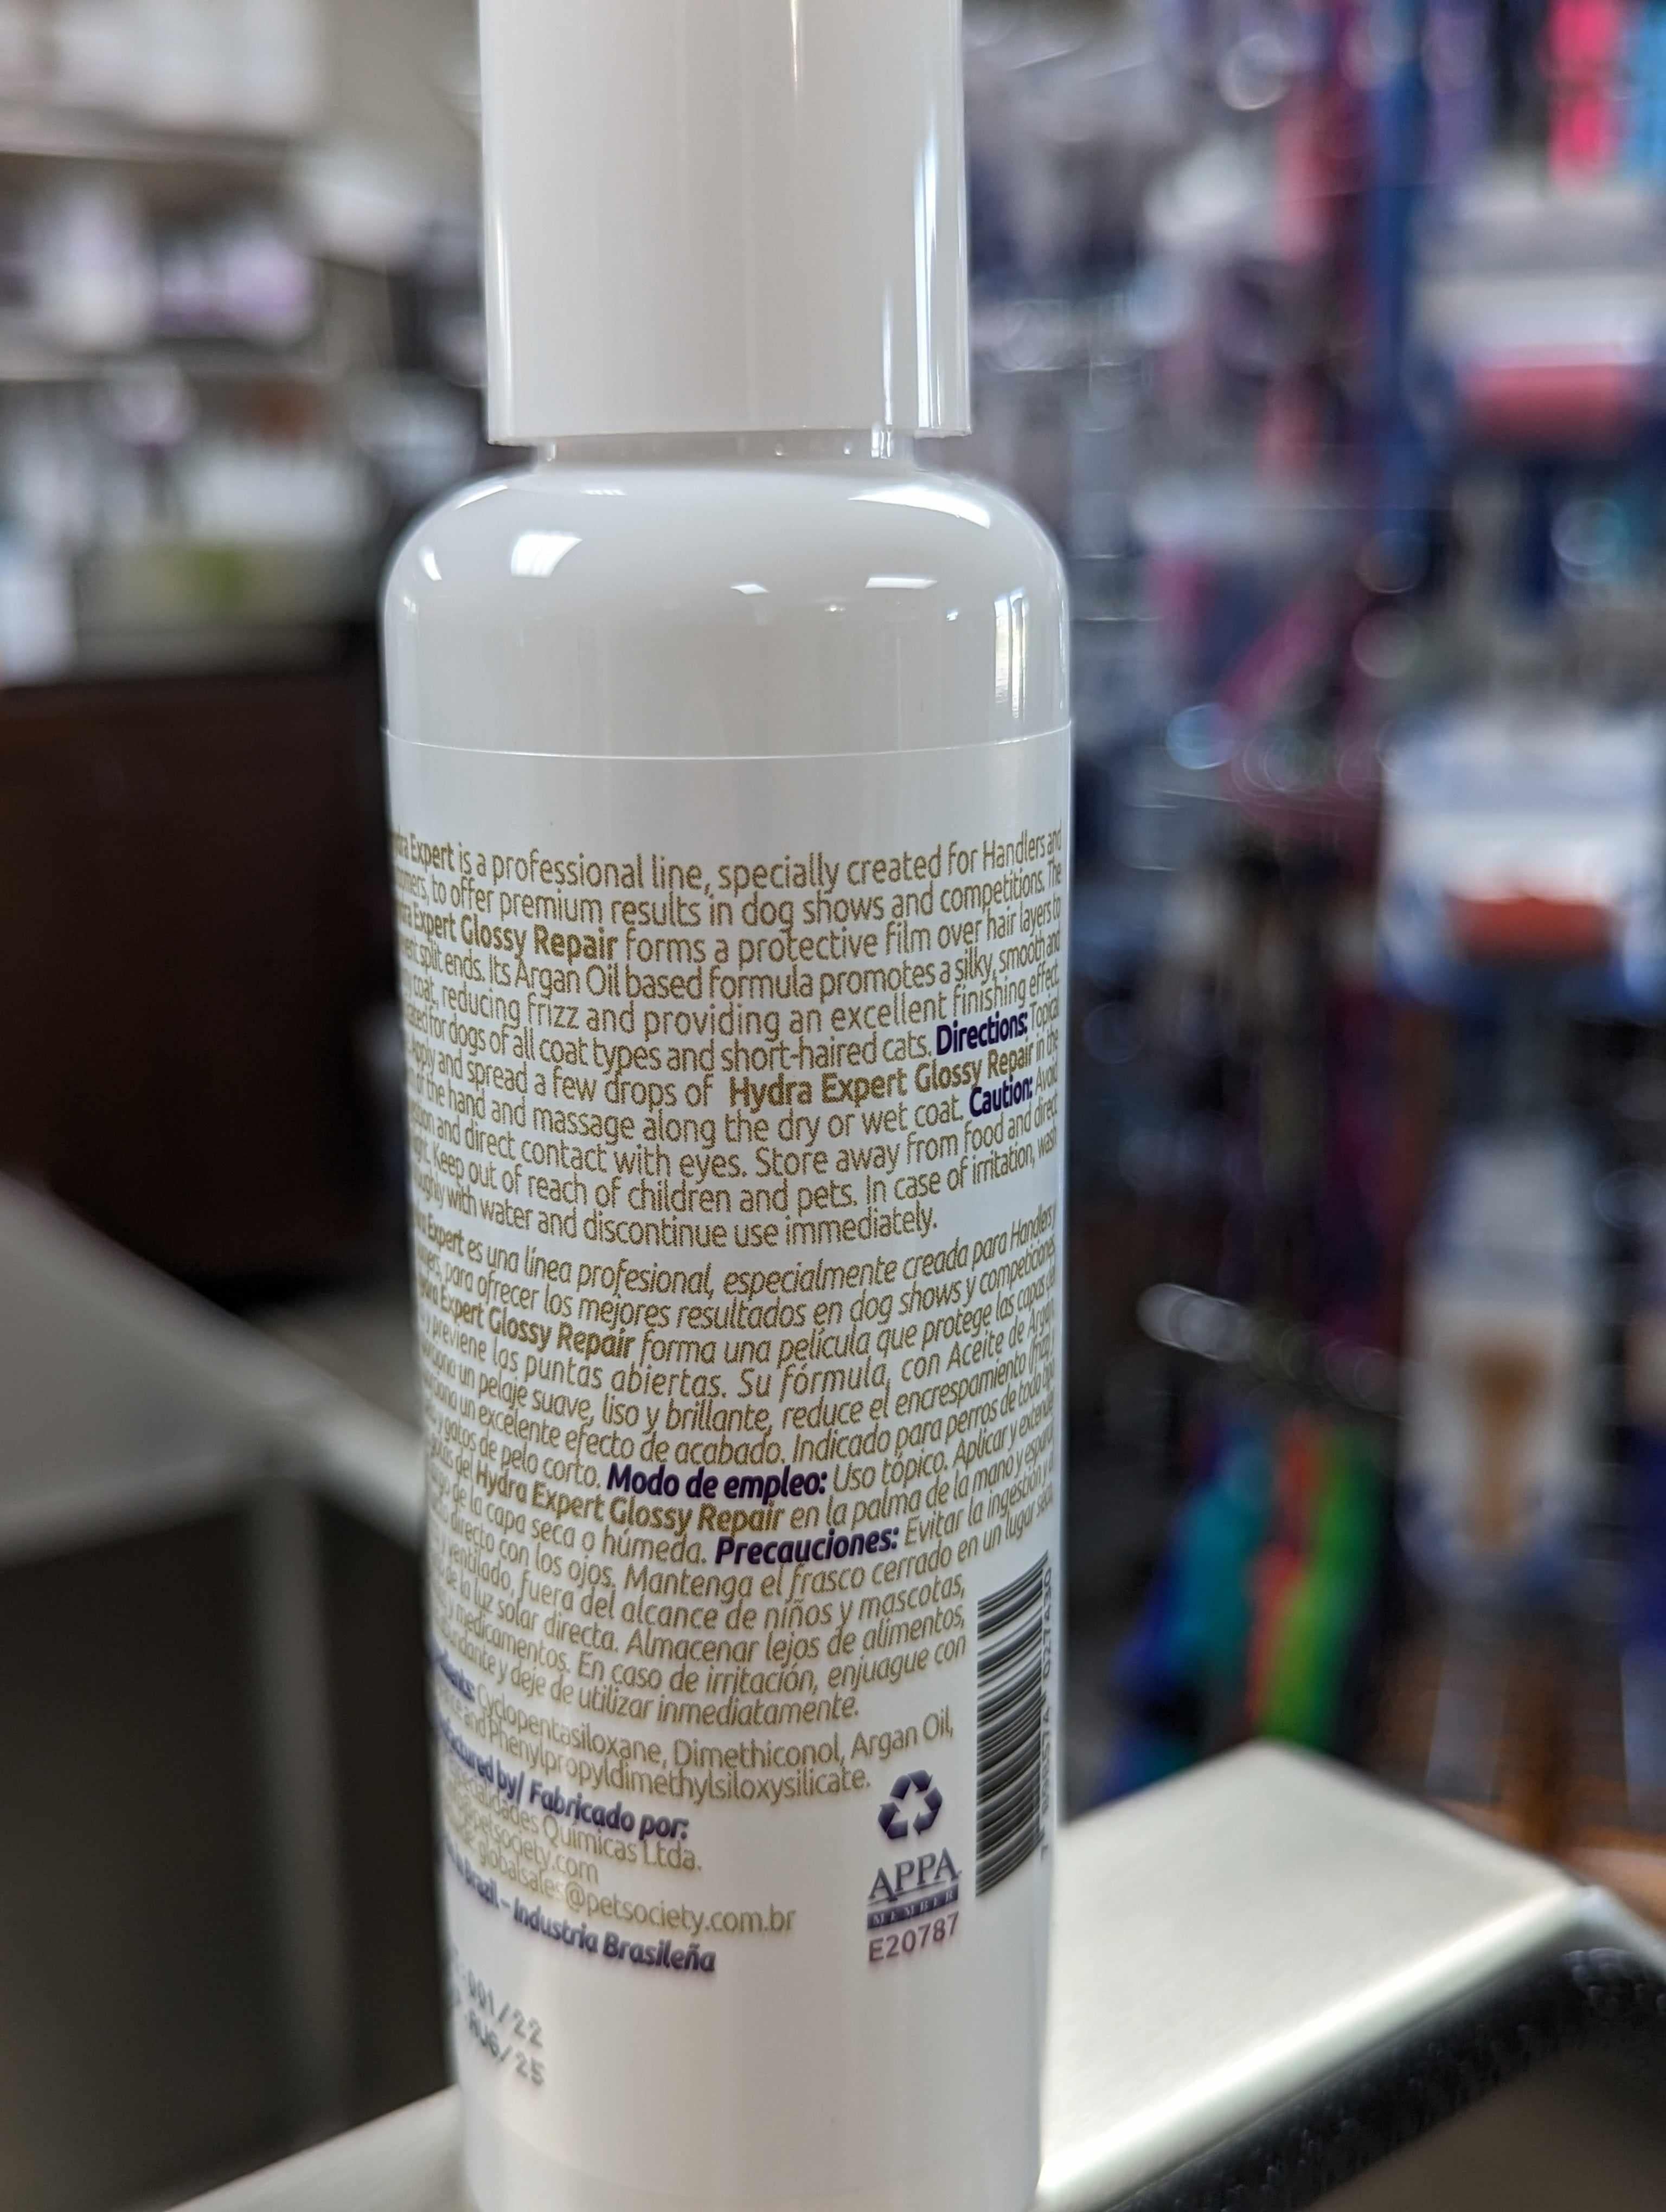 Expert is a professional line, specially created for Handlers and
to offer premium results in dog shows and competitions. The
Expert Glossy Repair forms a protective film over hair layers to
split ends. Its Argan Oil based formula promotes a silky, smooth and
coat, reducing frizz and providing an excellent finishing effect.
for dogs of all coat types and short-haired cats. Directions: Topical
Apply and spread a few drops of Hydra Expert Glossy Repair in the
of the hand and massage along the dry or wet coat. Caution: Avoid
and direct contact with eyes. Store away from food and direct
Keep out of reach of children and pets. In case of irritation, wash
with water and discontinue use immediately.
Expert es una línea profesional, especialmente creada para Handlers y
para ofrecer los mejores resultados en dog shows y competiciones.
Expert Glossy Repair forma una película que protege las capas del
y previene las puntas abiertas. Su fórmula, con Aceite de Argan,
un pelaje suave, liso y brillante, reduce el encrespamiento (frizz) y
un excelente efecto de acabado. Indicado para perros de todo tipo
y gatos de pelo corto. Modo de empleo: Uso tópico. Aplicar y extender
del Hydra Expert Glossy Repair en la palma de la mano y esparcir
de la capa seca o húmeda. Precauciones: Evitar la ingestión y
directo con los ojos. Mantenga el frasco cerrado en un lugar seco,
ventilado, fuera del alcance de niños y mascotas,
de la luz solar directa. Almacenar lejos de alimentos,
y medicamentos. En caso de irritación, enjuague con
y deje de utilizar inmediatamente.
Cyclopentasiloxane, Dimethiconol, Argan Oil,
and Phenylpropyldimethylsiloxysilicate.
by/ Fabricado por:
Químicas Ltda.
globalsales@petsociety.com.br
Brazil – Industria Brasileña
001/22
AUG/25
APPA
MEMBER
E20787